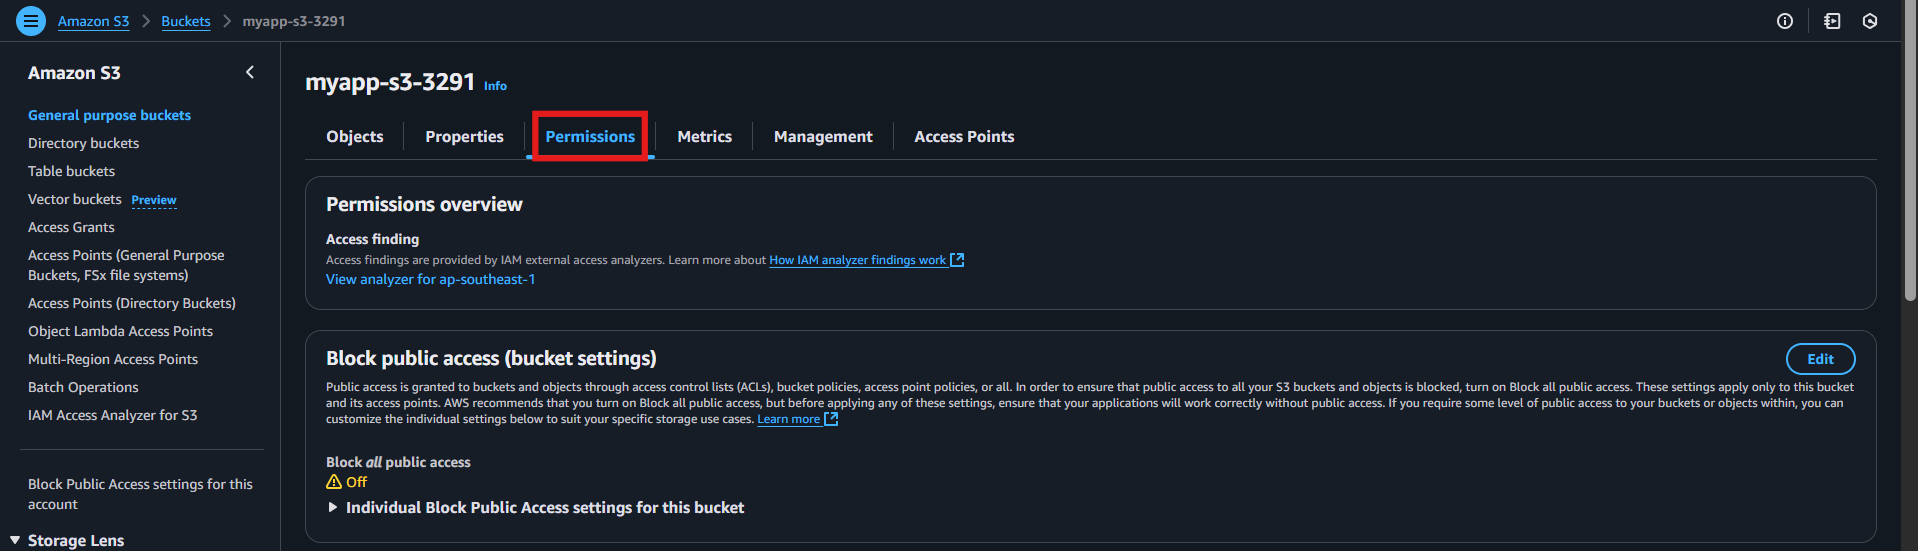 Amazon S3 > Buckets > myapp-s3-3291
Amazon S3
General purpose buckets
Directory buckets
Table buckets
Vector buckets Preview
Access Grants
Access Points (General Purpose
Buckets, FSx file systems)
Access Points (Directory Buckets)
Object Lambda Access Points
Multi-Region Access Points
Batch Operations
IAM Access Analyzer for S3
Block Public Access settings for this
account
Storage Lens
myapp-s3-3291 Info
Objects Properties Permissions Metrics Management Access Points
Permissions overview
Access finding
Access findings are provided by IAM external access analyzers. Learn more about How IAM analyzer findings work
View analyzer for ap-southeast-1
Block public access (bucket settings)
Edit
Public access is granted to buckets and objects through access control lists (ACLs), bucket policies, access point policies, or all. In order to ensure that public access to all your S3 buckets and objects is blocked, turn on Block all public access. These settings apply only to this bucket
and its access points. AWS recommends that you turn on Block all public access, but before applying any of these settings, ensure that your applications will work correctly without public access. If you require some level of public access to your buckets or objects within, you can
customize the individual settings below to suit your specific storage use cases. Learn more
Block all public access
Off
Individual Block Public Access settings for this bucket